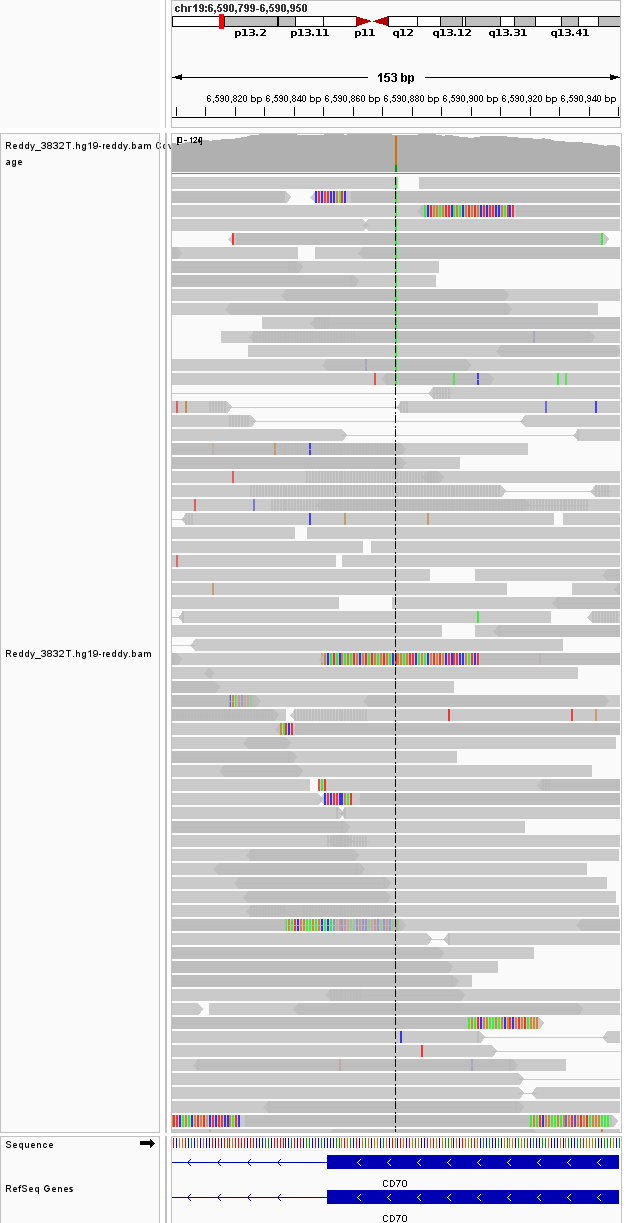 chr19:6,590,799-6,590,950
p13.2 p13.11 p11 q12 q13.12 q13.31 q13.41
153 bp
6,590,820 bp 6,590,840 bp 6,590,860 bp 6,590,880 bp 6,590,900 bp 6,590,920 bp 6,590,940 bp
Reddy_3832T.hg19-reddy.bam Cov
age
Reddy_3832T.hg19-reddy.bam
Sequence
CD70
RefSeq Genes
CD70